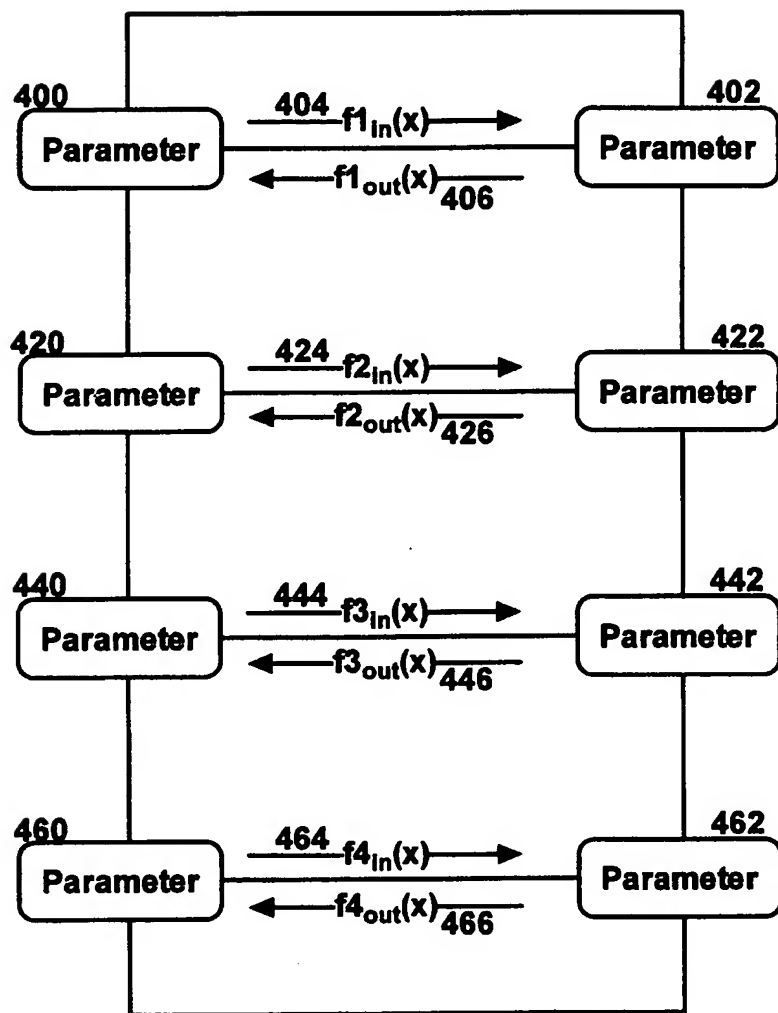 400
404 f1in(x)
402
Parameter
Parameter
f1out(x) 406
420
424 f2in(x)
422
Parameter
Parameter
f2out(x) 426
440
444 f3in(x)
442
Parameter
Parameter
f3out(x) 446
460
464 f4in(x)
462
Parameter
Parameter
f4out(x) 466